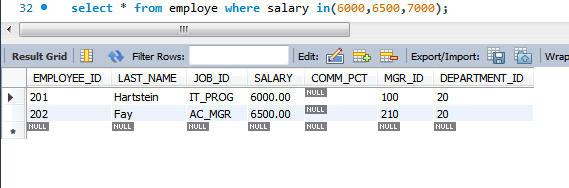 32 select * from employe where salary in(6000,6500,7000);
Result Grid Filter Rows: Edit: Export/Import: Wrap
EMPLOYEE_ID LAST_NAME JOB_ID SALARY COMM_PCT MGR_ID DEPARTMENT_ID
201 Hartstein IT_PROG 6000.00 NULL 100 20
202 Fay AC_MGR 6500.00 NULL 210 20
NULL NULL NULL NULL NULL NULL NULL